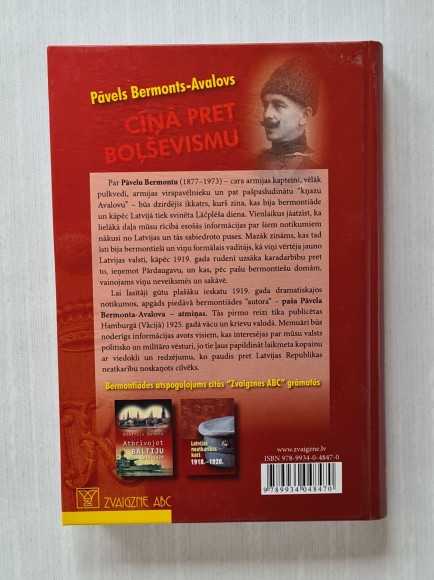 Pāvels Bermonts-Avalovs
CĪŅĀ PRET
BOĻŠEVISMU
Par Pāvelu Bermontu (1877–1973) – cara armijas kapteini, vēlāk
pulkvedi, armijas virspavēlnieku un pat pašpasludinātu "kņazu
Avalovu" – būs dzirdējis ikkatrs, kurš zina, kas bija bermontiāde
un kāpēc Latvijā tiek svinēta Lāčplēša diena. Vienlaikus jāatzīst, ka
lielākā daļa mūsu rīcībā esošās informācijas par šiem notikumiem
nākusi no Latvijas un tās sabiedroto puses. Mazāk zināms, kas tad
īsti bija bermontieši un viņu formālais vadītājs, kā viņi vērtēja jauno
Latvijas valsti, kāpēc 1919. gada rudenī uzsāka karadarbību pret
to, ieņemot Pārdaugavu, un kas, pēc pašu bermontiešu domām,
vainojams viņu neveiksmēs un sakāvē.
Lai lasītāji gūtu plašāku ieskatu 1919. gada dramatiskajos
notikumos, apgāds piedāvā bermontiādes "autora" – paša Pāvela
Bermonta-Avalova – atmiņas. Tās pirmo reizi tika publicētas
Hamburgā (Vācijā) 1925. gadā vācu un krievu valodā. Memuāri būs
noderīgs informācijas avots visiem, kas interesējas par mūsu valsts
politisko un militāro vēsturi, jo tie ļaus papildināt laikmeta kopainu
ar viedokli un redzējumu, ko paudis pret Latvijas Republikas
neatkarību noskaņots cilvēks.
Bermontiādes atspoguļojums citās "Zvaigznes ABC" grāmatās
Atbrīvojot
BALTIJU
Latvijas
neatkarības
karš
1918.–1920.
www.zvaigzne.lv
ISBN 978-9934-0-4847-0
9 789934 048470
ZVAIGZNE ABC